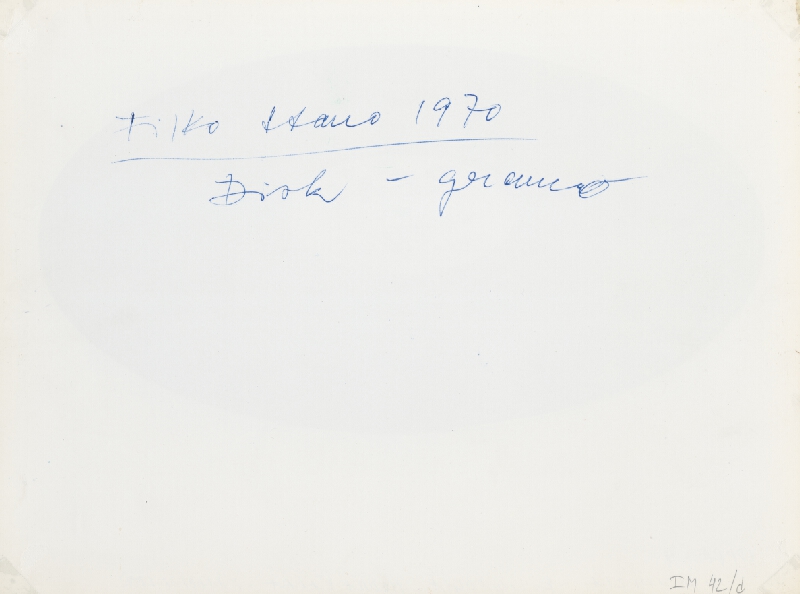 Filko Stano 1970
Disk - gramo
IM 42/d